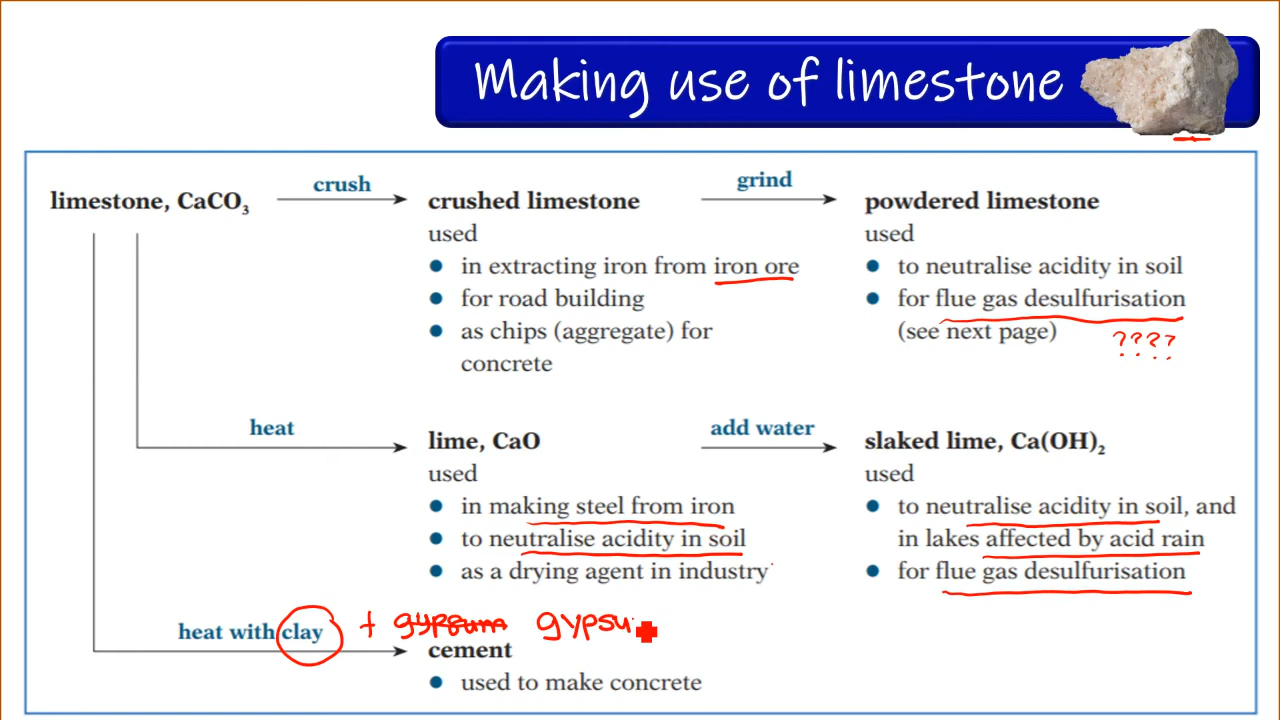 Making use of limestone
limestone, CaCO₃
crush
crushed limestone
used
• in extracting iron from iron ore
• for road building
• as chips (aggregate) for
concrete
grind
powdered limestone
used
• to neutralise acidity in soil
• for flue gas desulfurisation
(see next page)
????
heat
lime, CaO
used
• in making steel from iron
• to neutralise acidity in soil
• as a drying agent in industry
add water
slaked lime, Ca(OH)₂
used
• to neutralise acidity in soil, and
in lakes affected by acid rain
• for flue gas desulfurisation
heat with clay + gypsum gypsu
cement
• used to make concrete